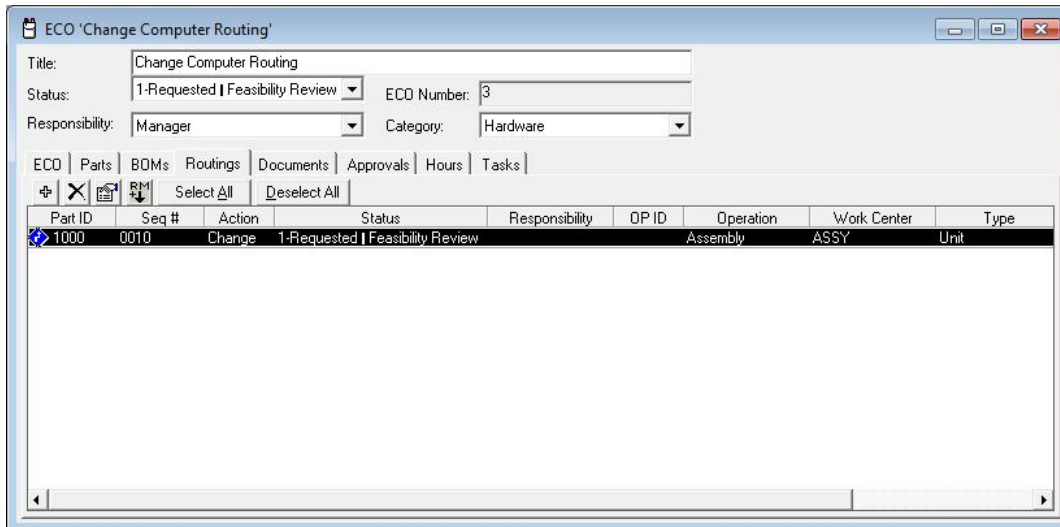 ECO 'Change Computer Routing'
Title: Change Computer Routing
Status: 1-Requested | Feasibility Review ECO Number: 3
Responsibility: Manager Category: Hardware
ECO Parts BOMs Routings Documents Approvals Hours Tasks
RM Select All Deselect All
Part ID Seq # Action Status Responsibility OP ID Operation Work Center Type
1000 0010 Change 1-Requested | Feasibility Review Assembly ASSY Unit